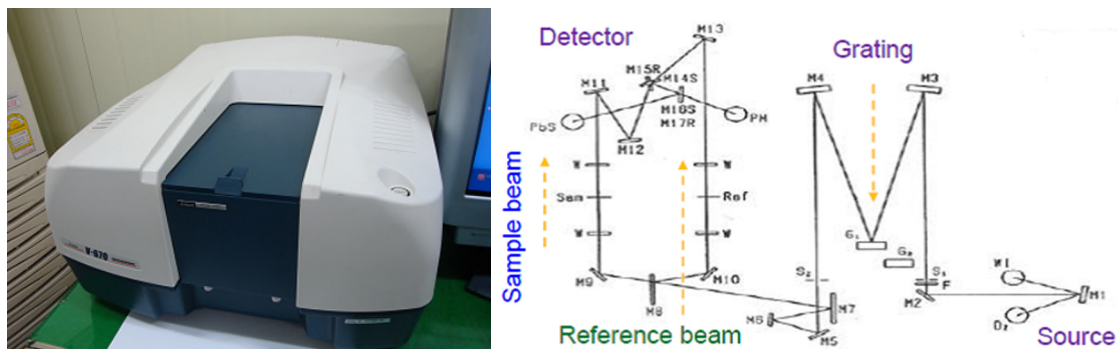 V-670
Detector
Grating
Source
Sample beam
Reference beam
M13
M15R
M14S
M11
M16S
M17R
PbS
PM
M12
W
W
Sam
Ref
W
W
M9
M10
M8
M4
M3
G₁
G₂
S₂
S₁
F
M2
WI
M1
D₂
M7
M6
M5